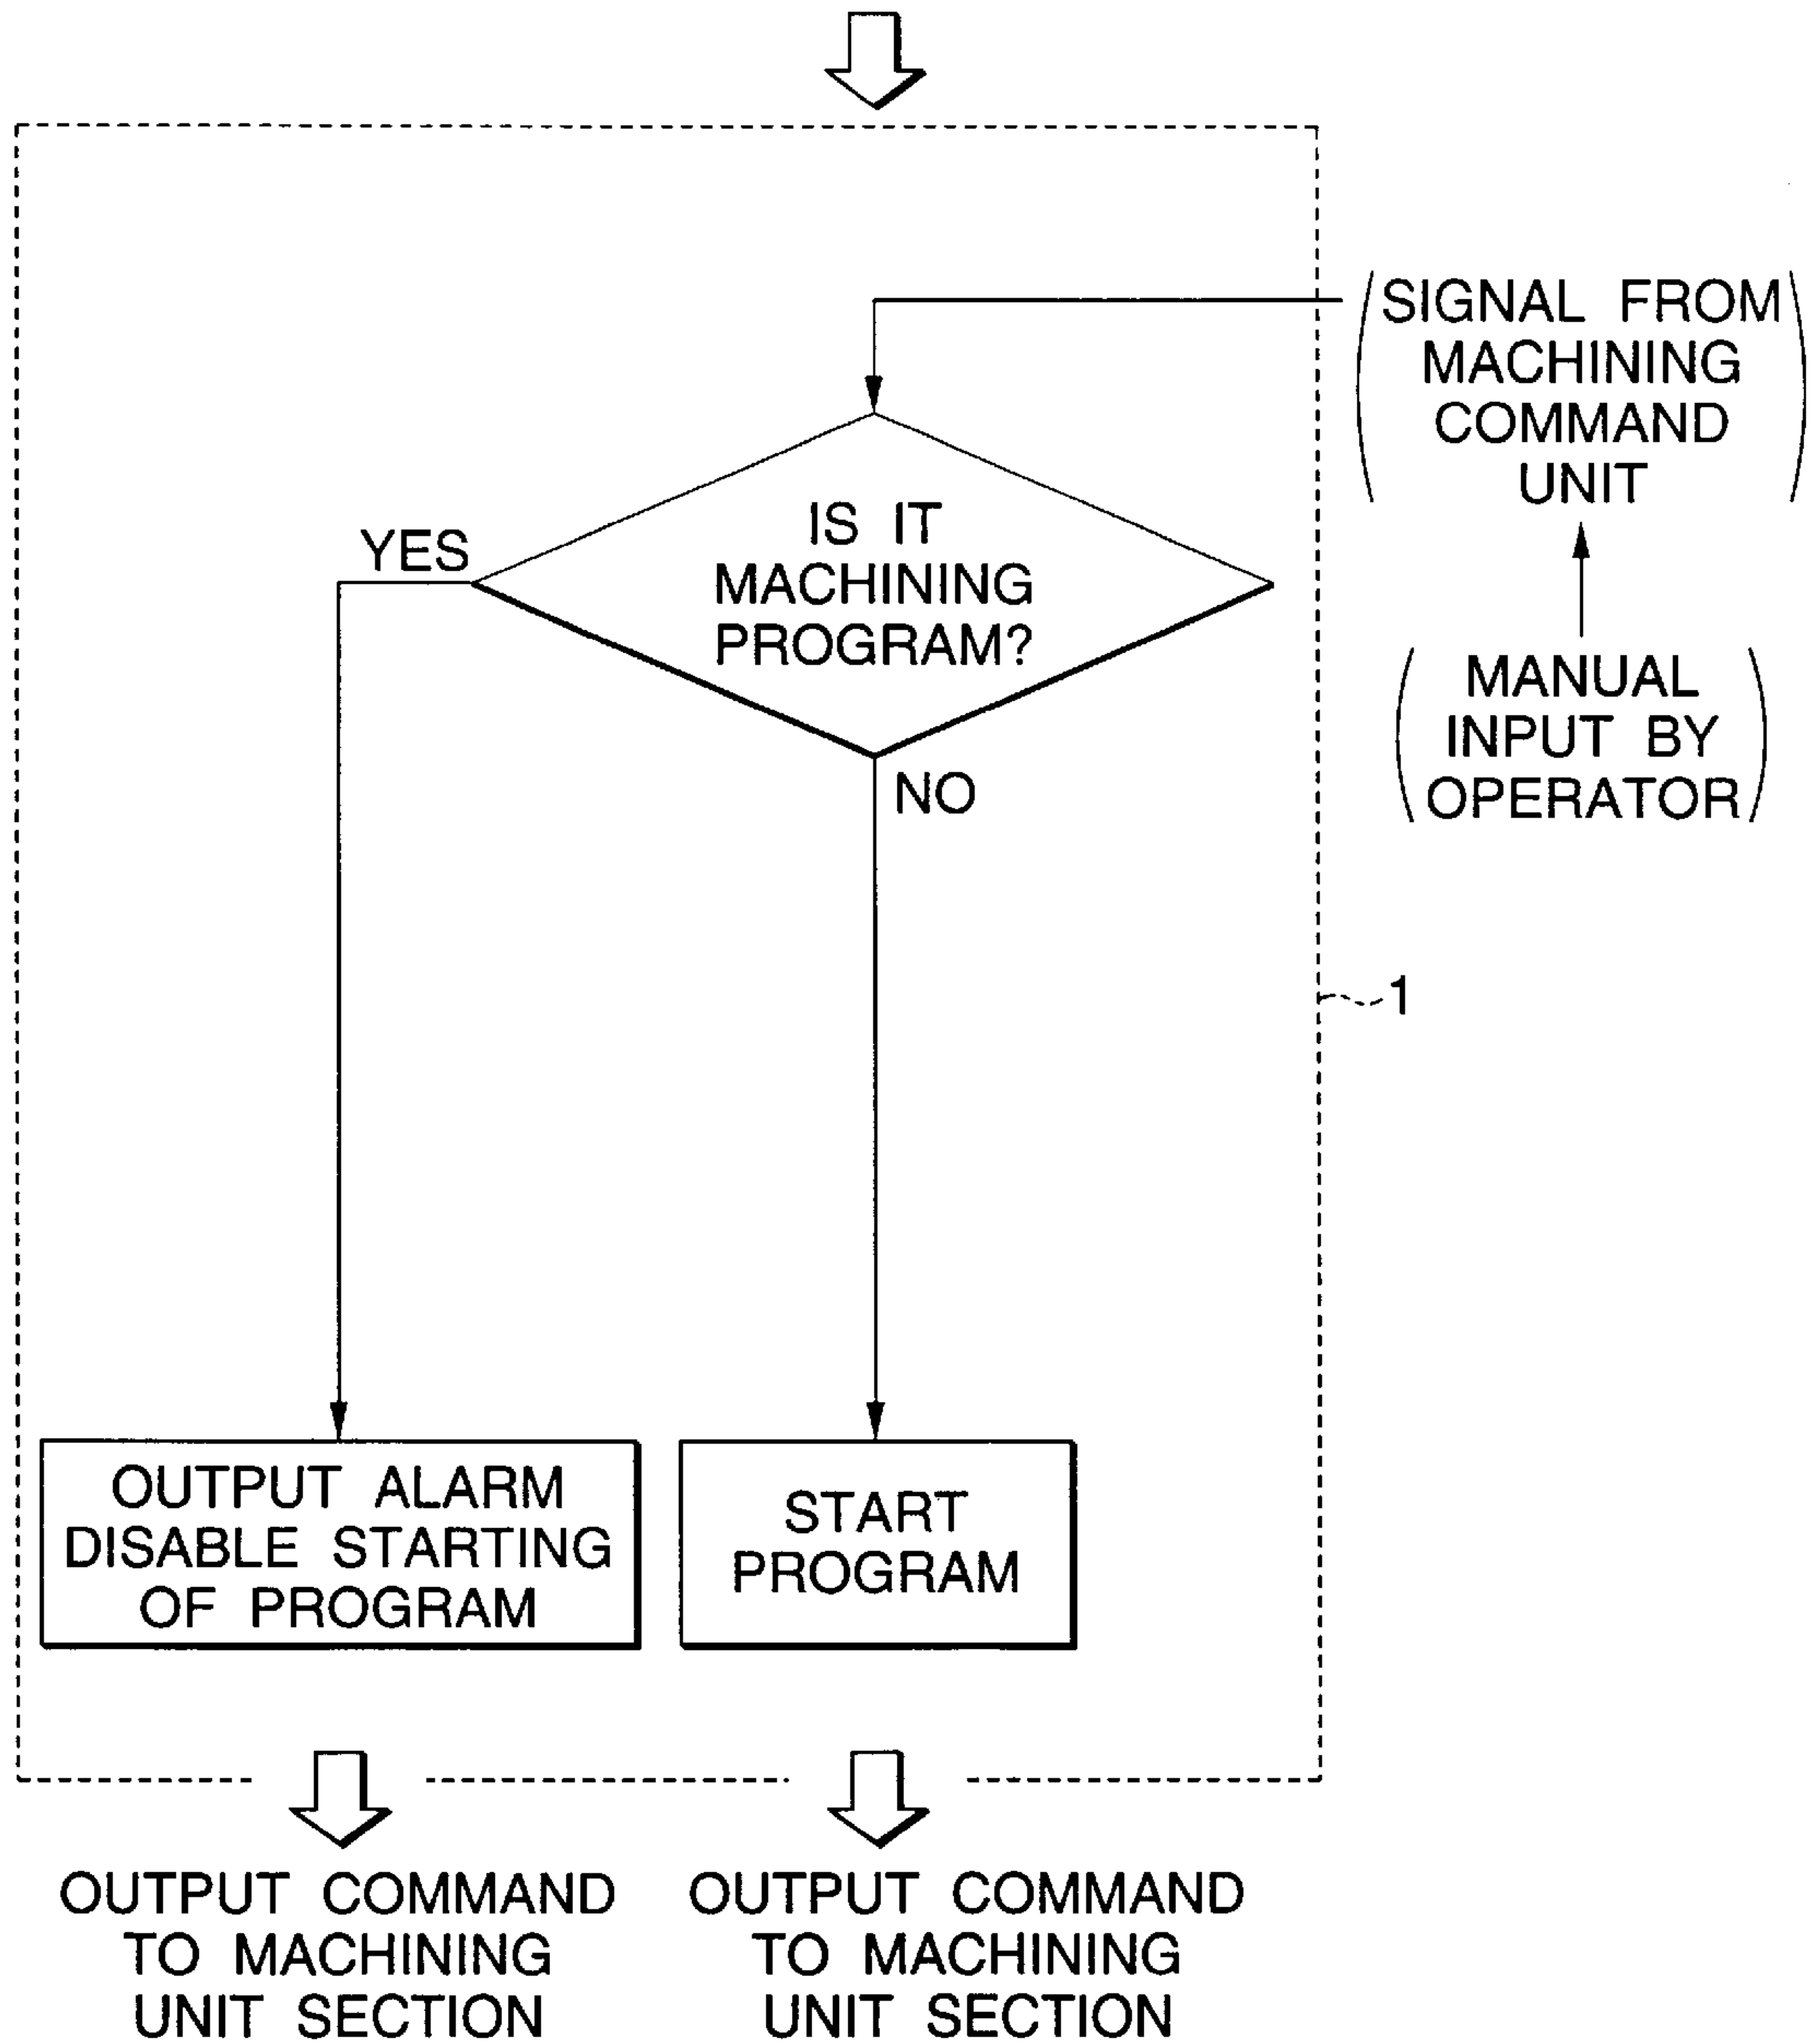 SIGNAL FROM
MACHINING
COMMAND
UNIT
IS IT
MACHINING
PROGRAM?
YES
NO
MANUAL
INPUT BY
OPERATOR
1
OUTPUT ALARM
DISABLE STARTING
OF PROGRAM
START
PROGRAM
OUTPUT COMMAND
TO MACHINING
UNIT SECTION
OUTPUT COMMAND
TO MACHINING
UNIT SECTION